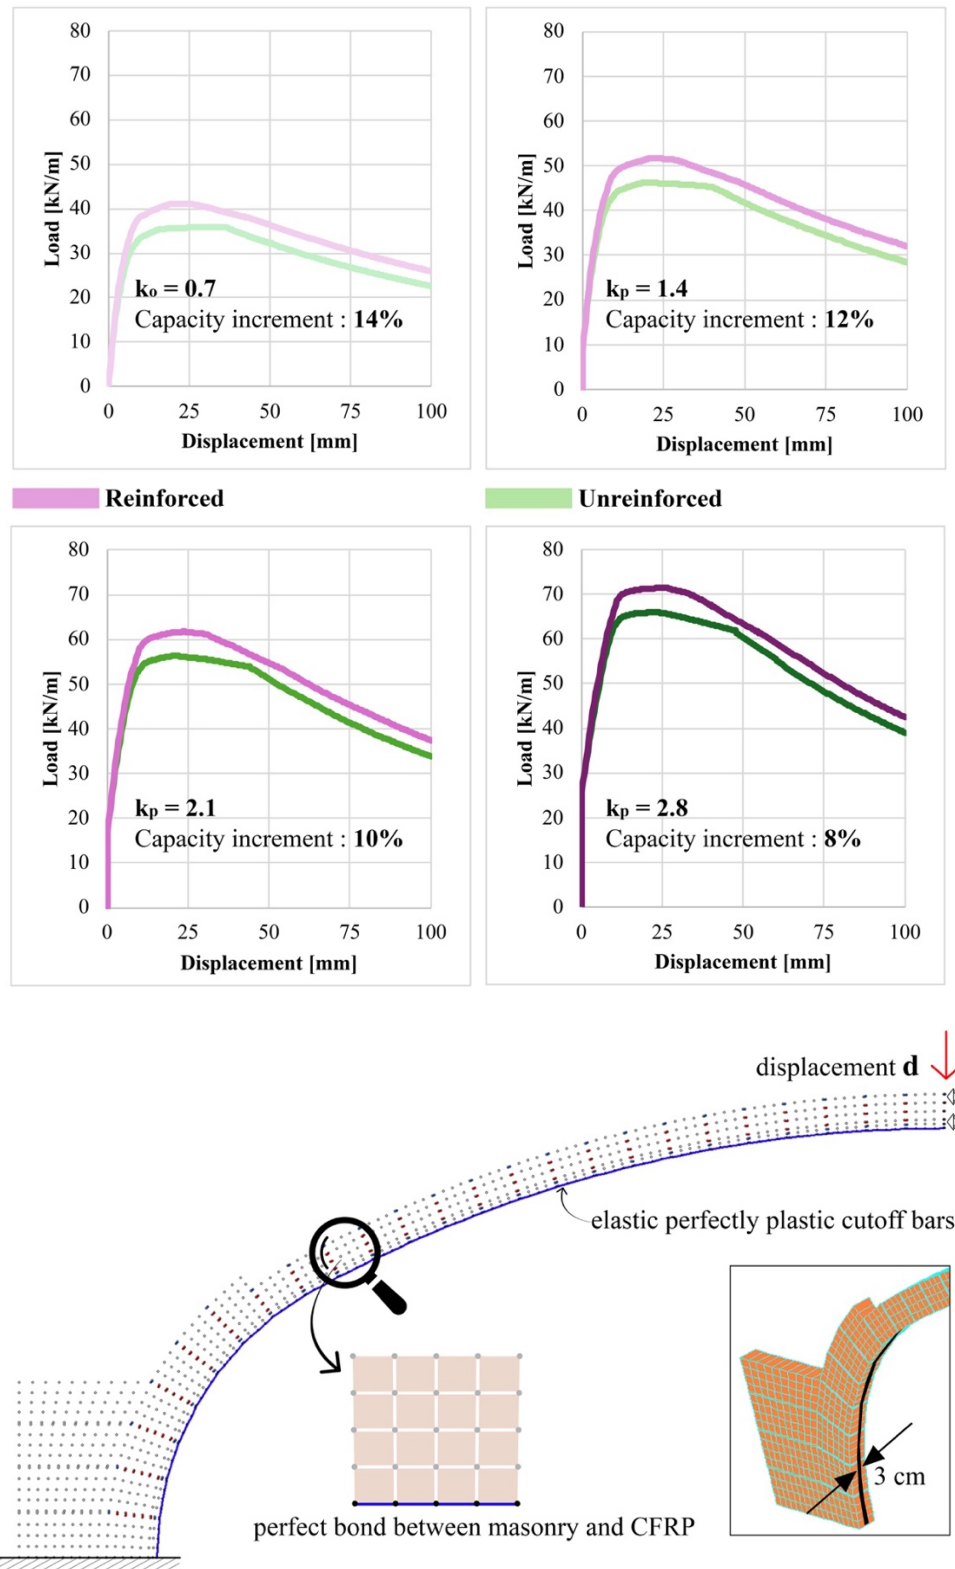 80
70
60
50
40
30
20
10
0
Load [kN/m]
k₀ = 0.7
Capacity increment : 14%
0 25 50 75 100
Displacement [mm]
80
70
60
50
40
30
20
10
0
Load [kN/m]
kₚ = 1.4
Capacity increment : 12%
0 25 50 75 100
Displacement [mm]
Reinforced
Unreinforced
80
70
60
50
40
30
20
10
0
Load [kN/m]
kₚ = 2.1
Capacity increment : 10%
0 25 50 75 100
Displacement [mm]
80
70
60
50
40
30
20
10
0
Load [kN/m]
kₚ = 2.8
Capacity increment : 8%
0 25 50 75 100
Displacement [mm]
displacement d
elastic perfectly plastic cutoff bars
3 cm
perfect bond between masonry and CFRP